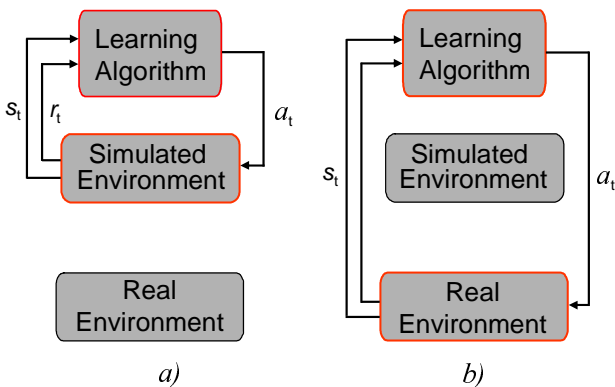 Learning
Algorithm
s_t
r_t
a_t
Simulated
Environment
Real
Environment
a)
Learning
Algorithm
Simulated
Environment
s_t
a_t
Real
Environment
b)